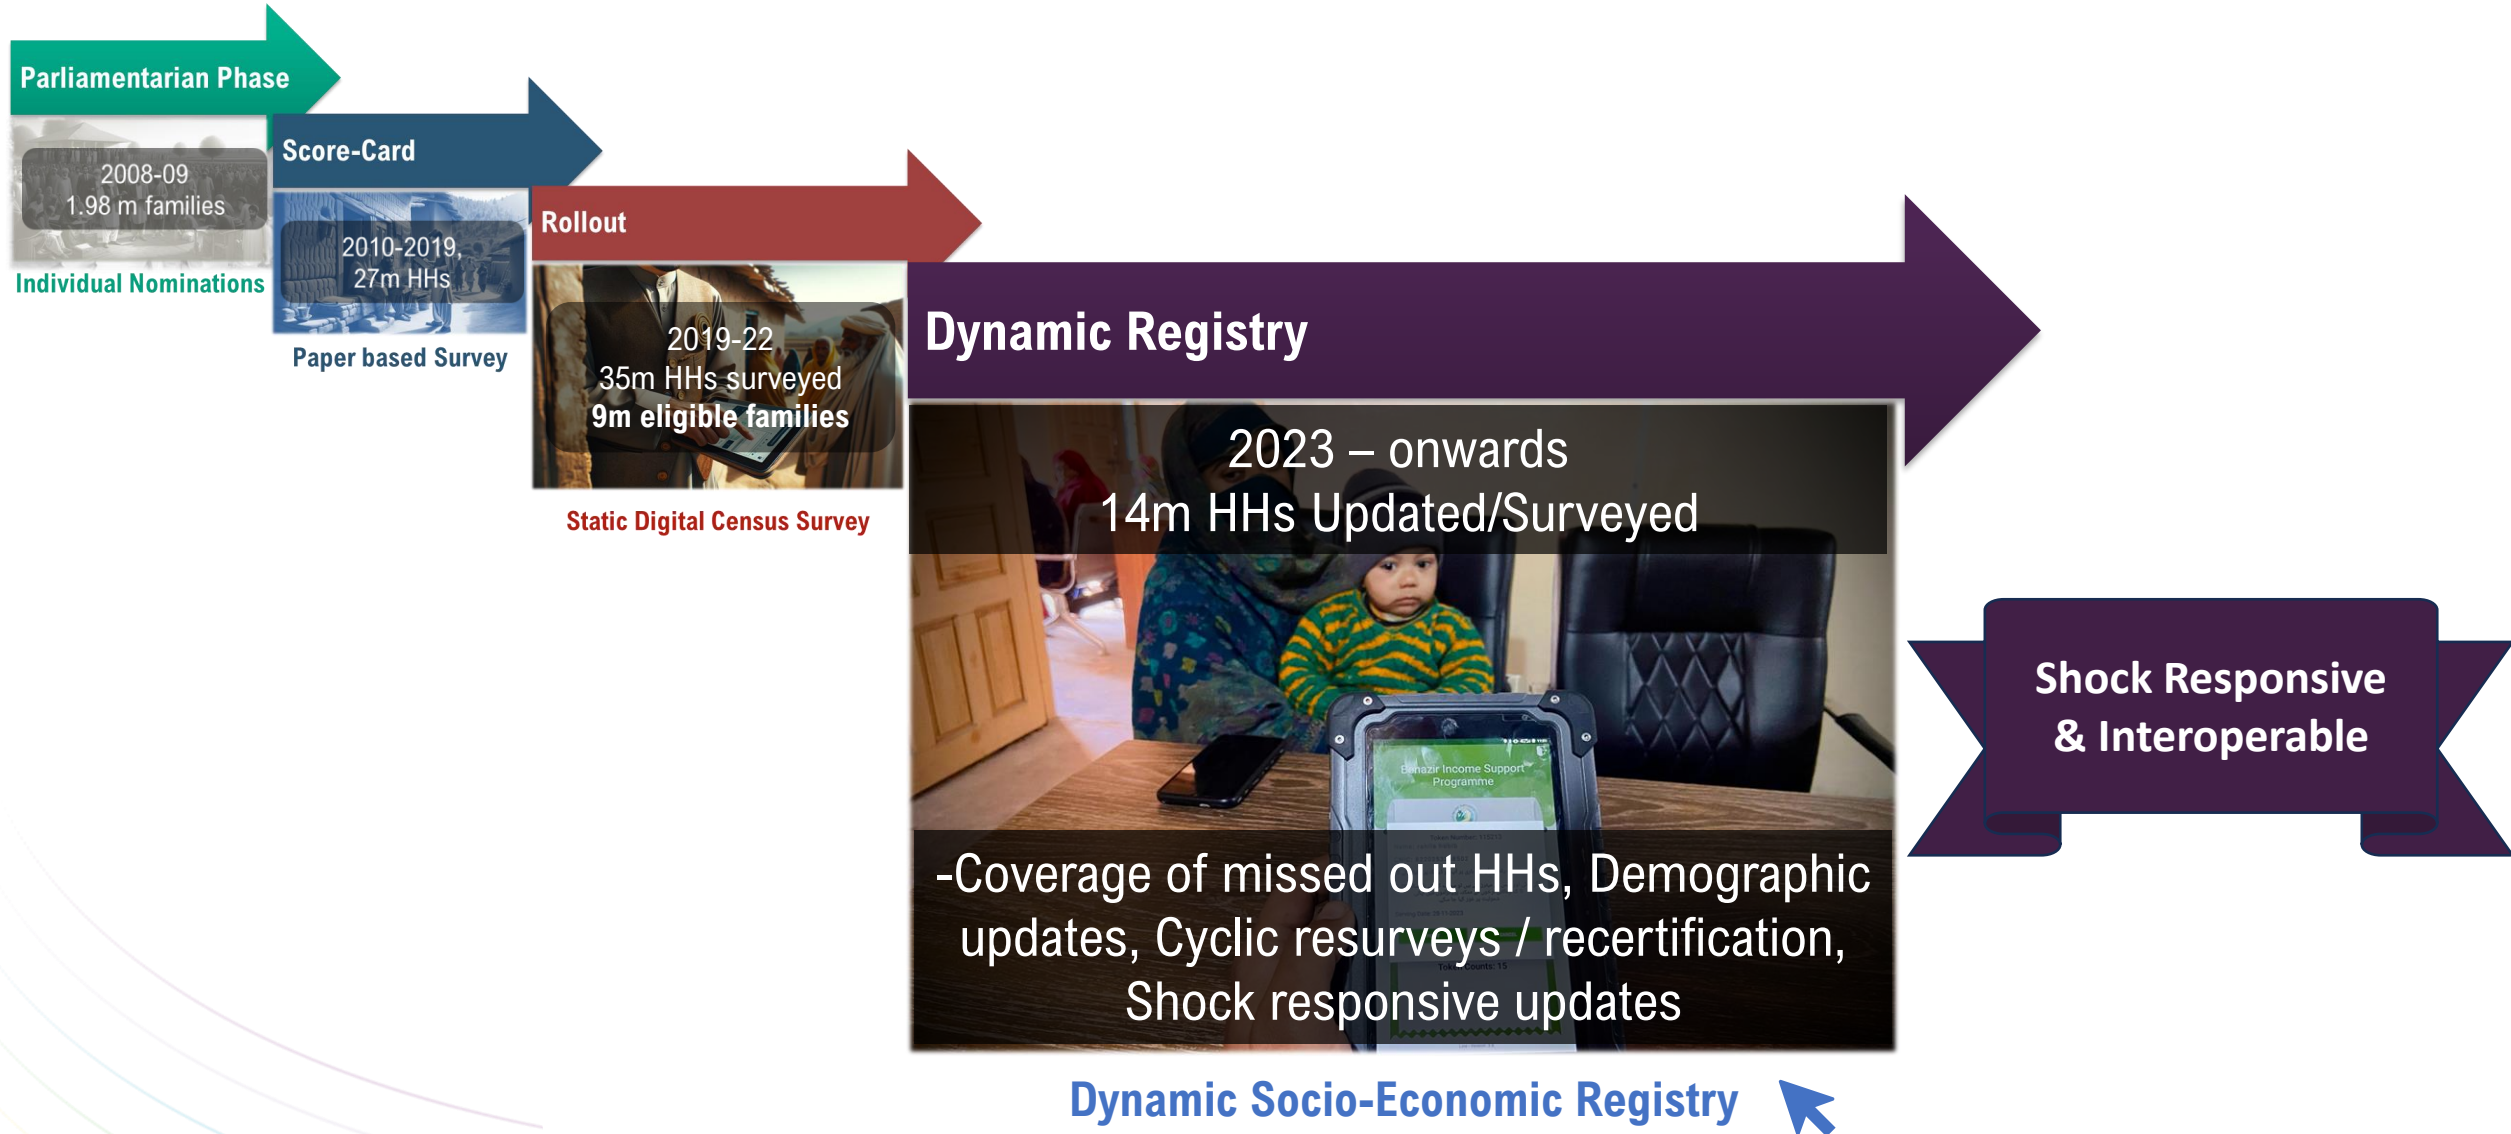 Parliamentarian Phase
2008-09
1.98 m families
Individual Nominations
Score-Card
2010-2019,
27m HHs
Paper based Survey
Rollout
2019-22
35m HHs surveyed
9m eligible families
Static Digital Census Survey
Dynamic Registry
2023 – onwards
14m HHs Updated/Surveyed
Benazir Income Support
Programme
-Coverage of missed out HHs, Demographic
updates, Cyclic resurveys / recertification,
Shock responsive updates
Token Counts: 15
Dynamic Socio-Economic Registry
Shock Responsive
& Interoperable